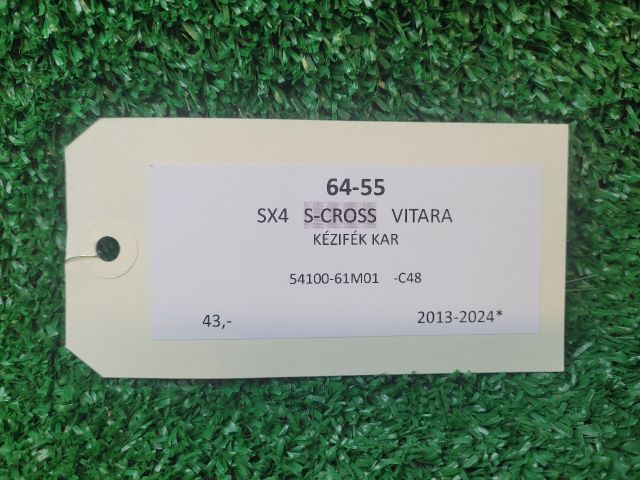 64-55
SX4 S-CROSS VITARA
KÉZIFÉK KAR
54100-61M01 -C48
43,- 2013-2024*